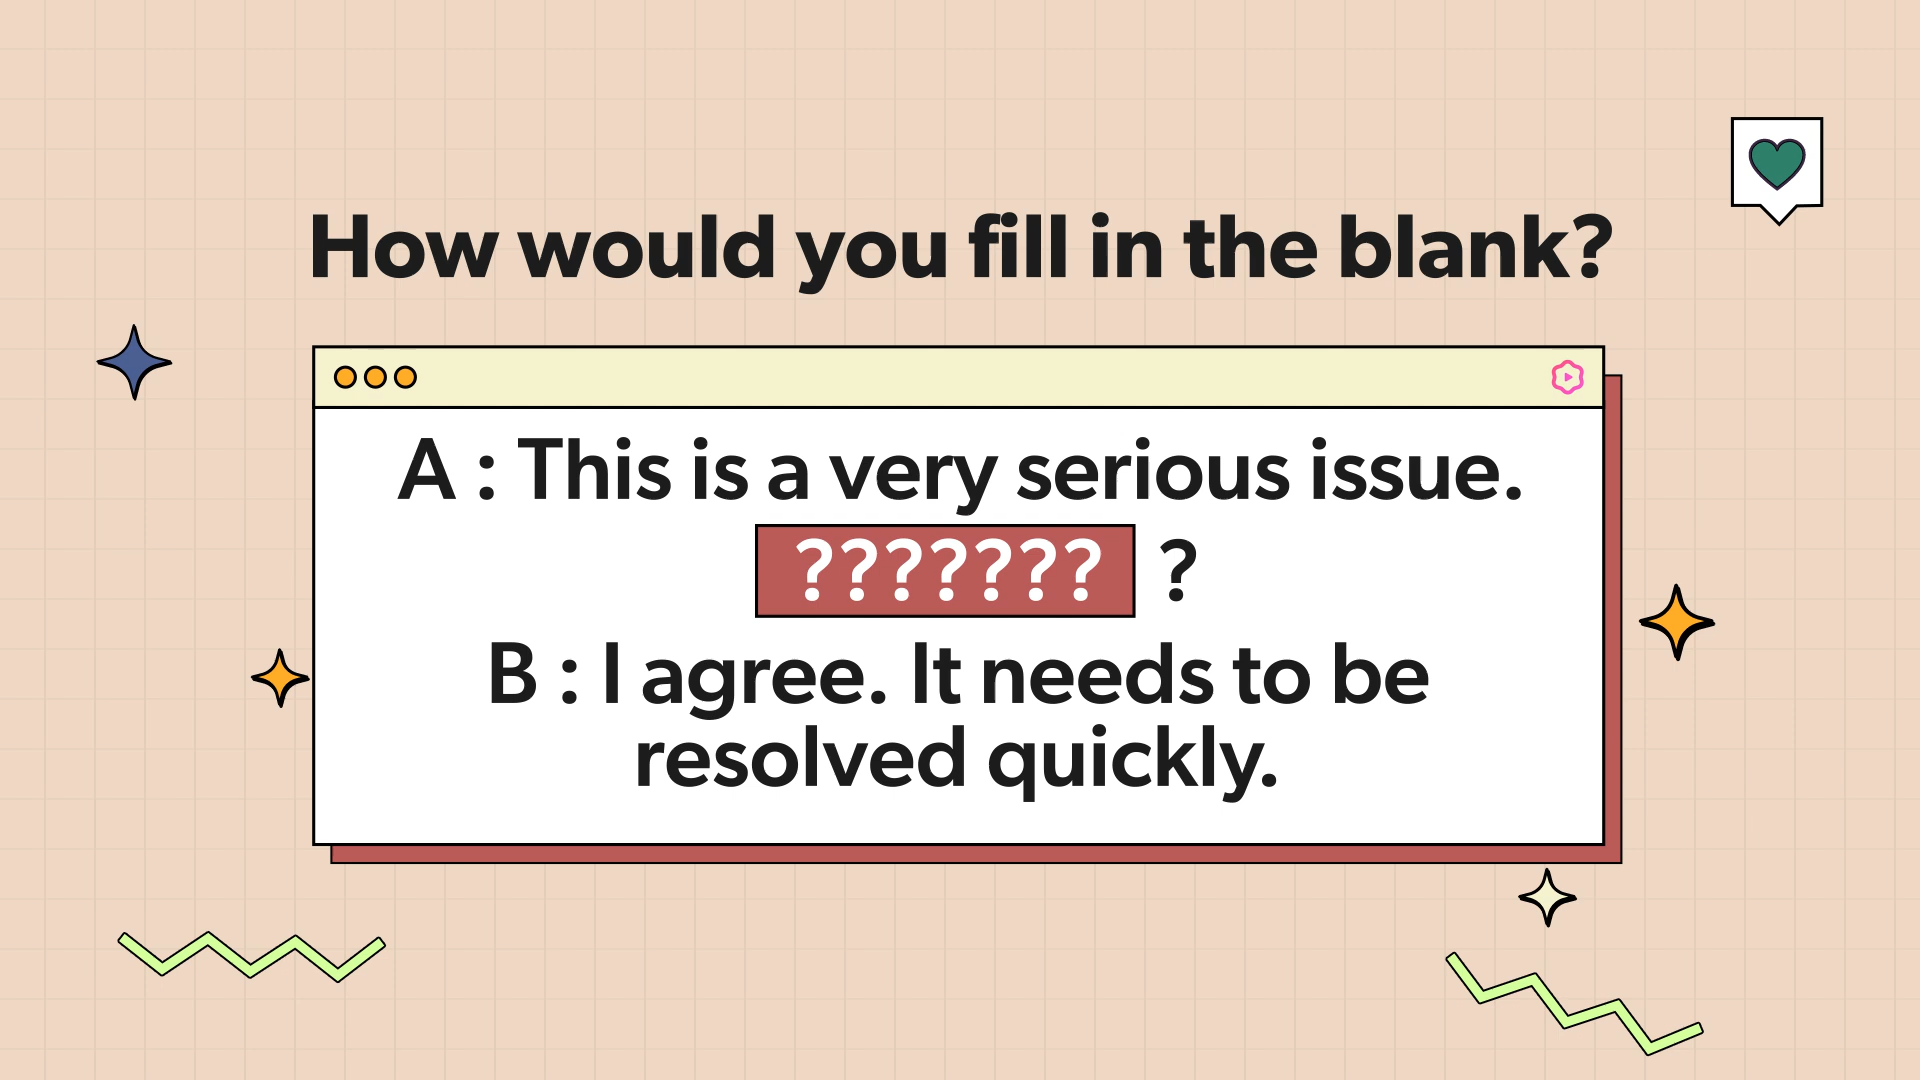 How would you fill in the blank?
A : This is a very serious issue.
??????? ?
B : I agree. It needs to be
resolved quickly.